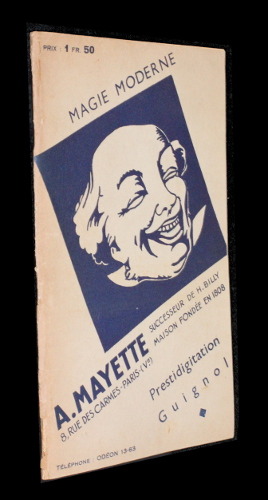 PRIX : 1 FR. 50
MAGIE MODERNE
A. MAYETTE
SUCCESSEUR DE H. BILLY
MAISON FONDÉE EN 1808
8, RUE DES CARMES - PARIS - (Vᵉ)
Prestidigitation
Guignol
TÉLÉPHONE : ODÉON 13-63